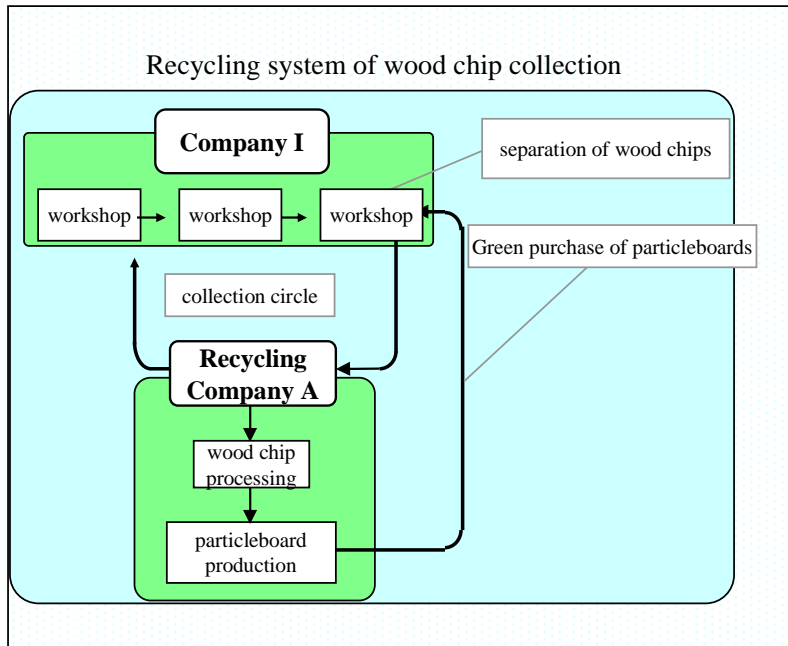 Recycling system of wood chip collection
Company I
separation of wood chips
workshop
workshop
workshop
Green purchase of particleboards
collection circle
Recycling
Company A
wood chip
processing
particleboard
production